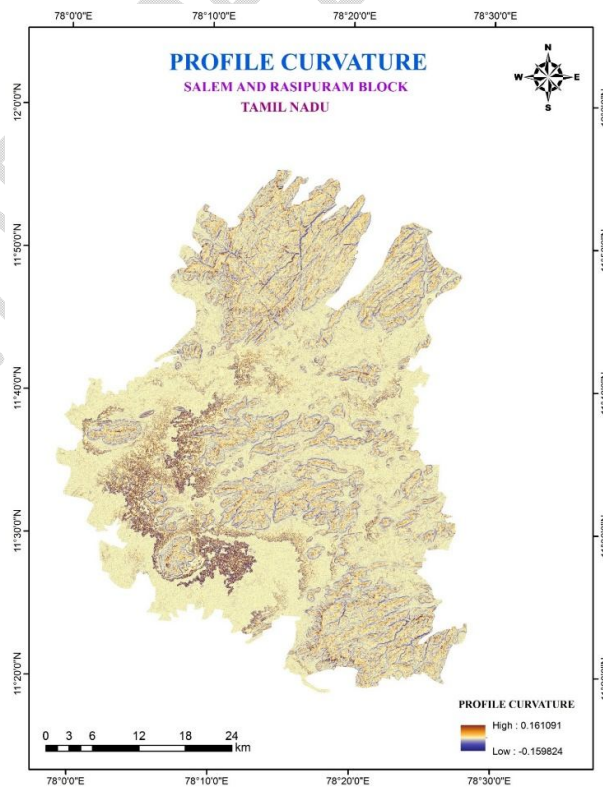 78°0'0"E 78°10'0"E 78°20'0"E 78°30'0"E
PROFILE CURVATURE
SALEM AND RASIPURAM BLOCK
TAMIL NADU
N
W E
S
12°0'0"N
11°50'0"N
11°40'0"N
11°30'0"N
11°20'0"N
PROFILE CURVATURE
High : 0.161091
Low : -0.159824
0 3 6 12 18 24
km
78°0'0"E 78°10'0"E 78°20'0"E 78°30'0"E